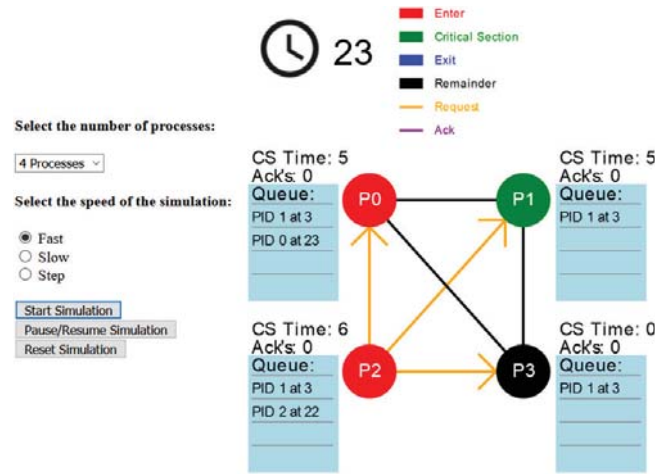 23
Enter
Critical Section
Exit
Remainder
Request
Ack
Select the number of processes:
4 Processes
Select the speed of the simulation:
Fast
Slow
Step
Start Simulation
Pause/Resume Simulation
Reset Simulation
CS Time: 5
Ack's: 0
Queue:
PID 1 at 3
PID 0 at 23
P0
P1
CS Time: 5
Ack's: 0
Queue:
PID 1 at 3
CS Time: 6
Ack's: 0
Queue:
PID 1 at 3
PID 2 at 22
P2
P3
CS Time: 0
Ack's: 0
Queue:
PID 1 at 3